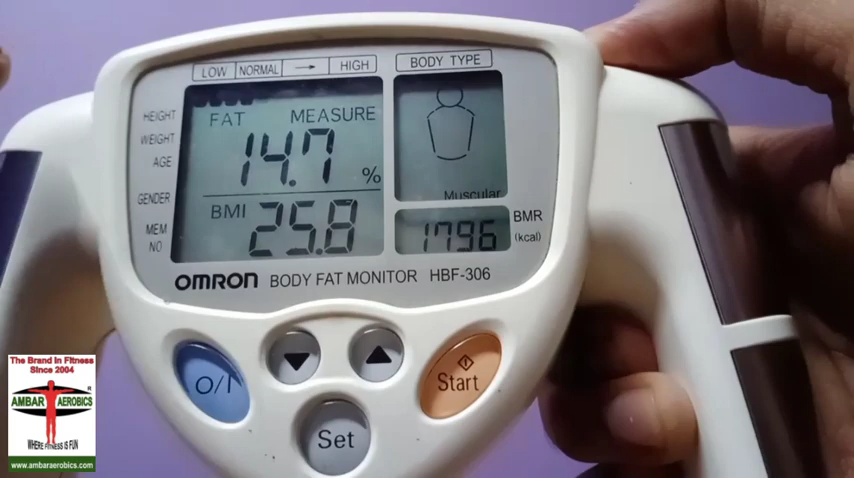 LOW NORMAL → HIGH
BODY TYPE
HEIGHT
WEIGHT
AGE
GENDER
MEM
NO
FAT MEASURE
14.7 %
BMI 25.8
Muscular
1796
BMR
(kcal)
OMRON BODY FAT MONITOR HBF-306
O/I
Start
Set
The Brand In Fitness
Since 2004
AMBAR AEROBICS ®
WHERE FITNESS IS FUN
www.ambaraerobics.com